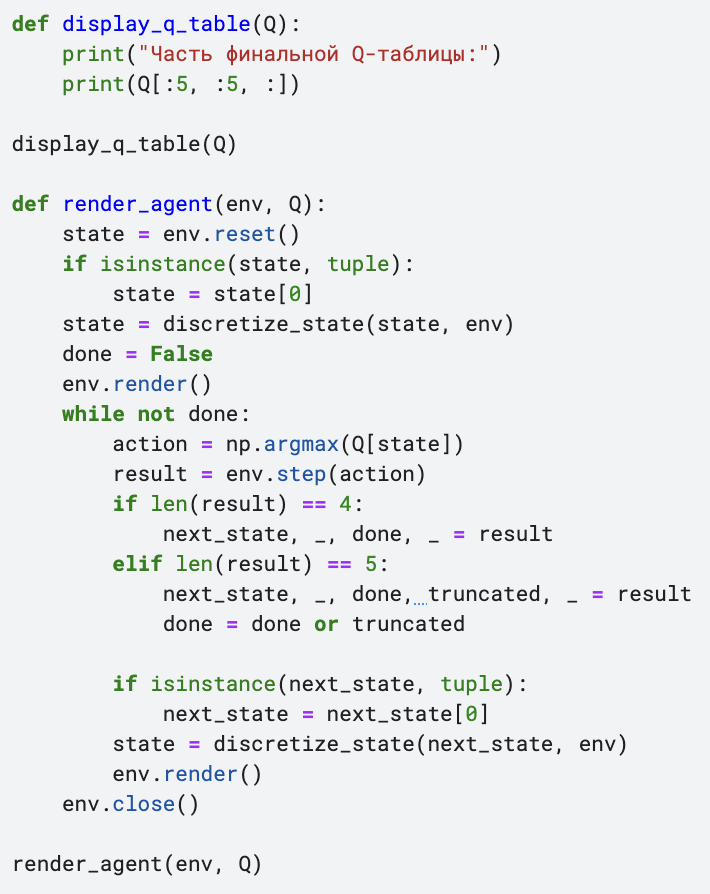 def display_q_table(Q):
    print("Часть финальной Q-таблицы:")
    print(Q[:5, :5, :])

display_q_table(Q)

def render_agent(env, Q):
    state = env.reset()
    if isinstance(state, tuple):
        state = state[0]
    state = discretize_state(state, env)
    done = False
    env.render()
    while not done:
        action = np.argmax(Q[state])
        result = env.step(action)
        if len(result) == 4:
            next_state, _, done, _ = result
        elif len(result) == 5:
            next_state, _, done, truncated, _ = result
            done = done or truncated

        if isinstance(next_state, tuple):
            next_state = next_state[0]
        state = discretize_state(next_state, env)
        env.render()
    env.close()

render_agent(env, Q)